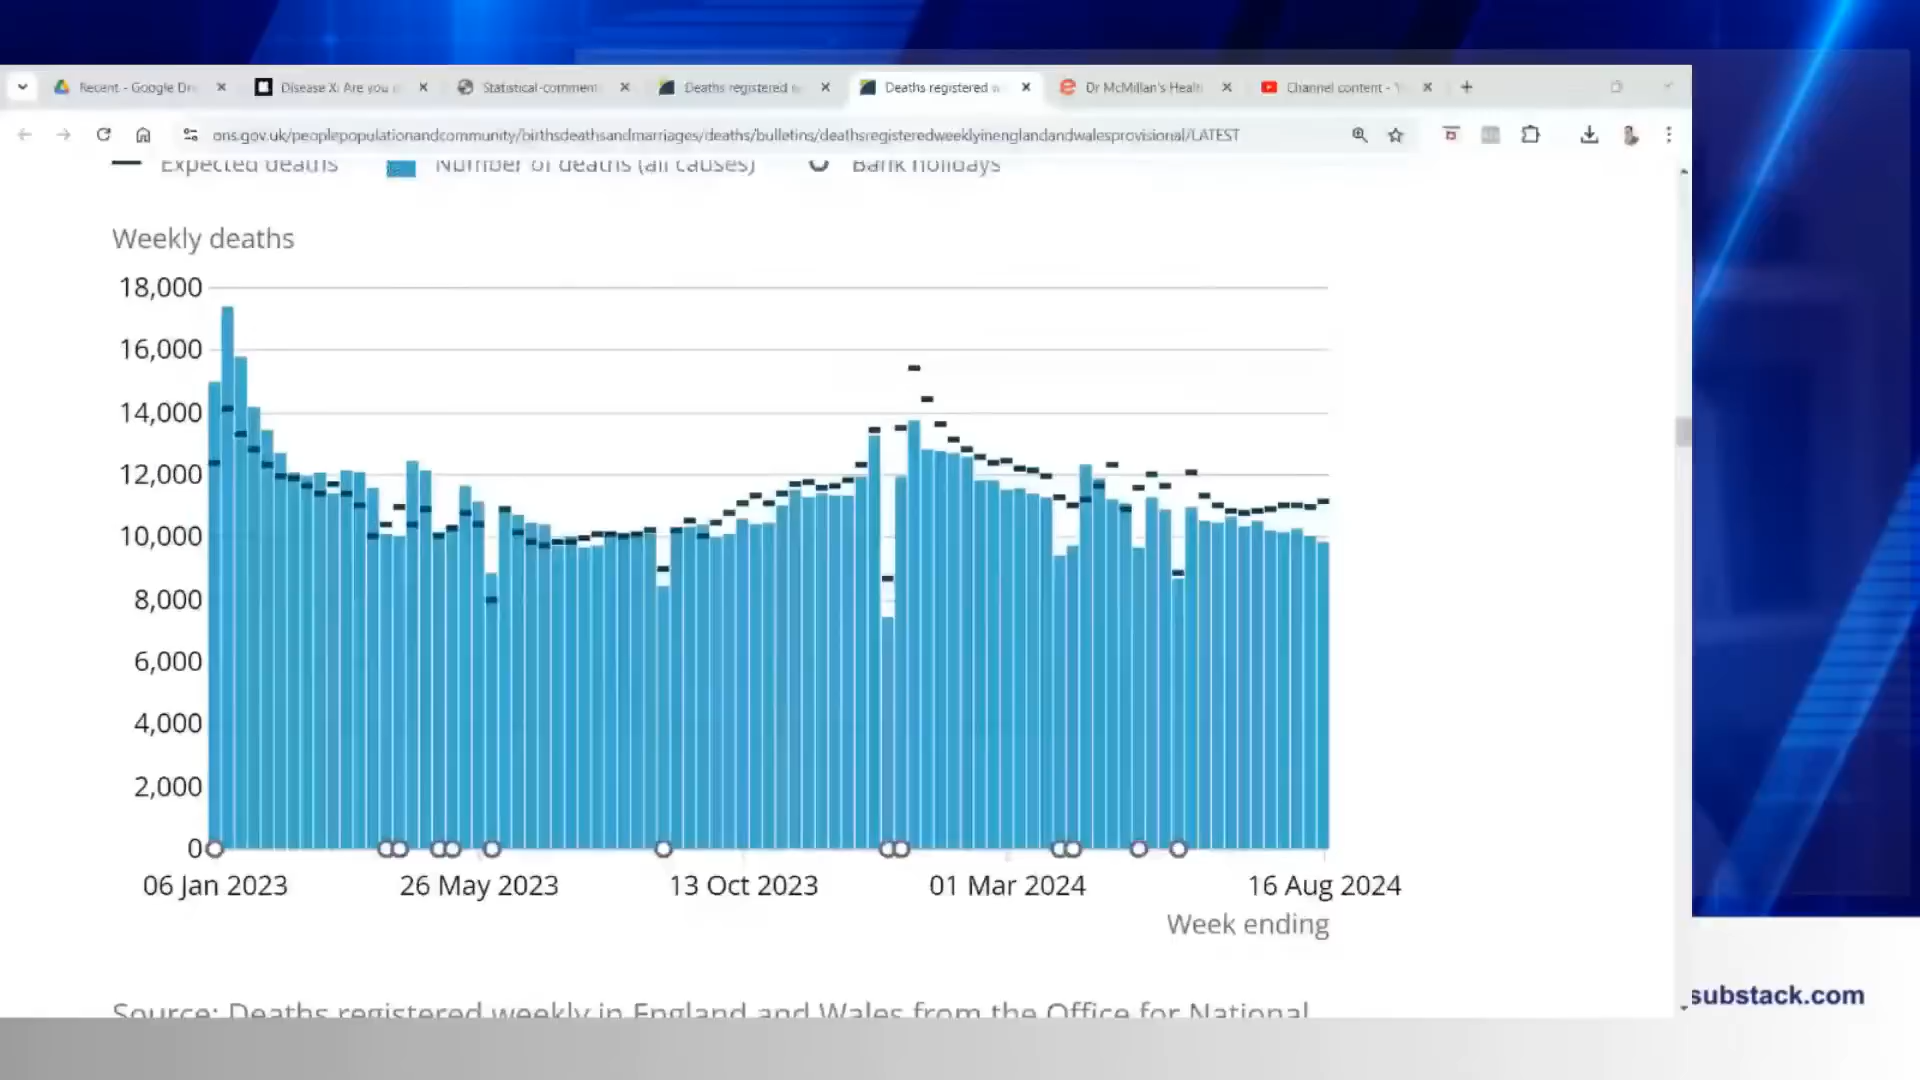 Recent - Google Dr
Disease X: Are you
Statistical-comment
Deaths registered
Deaths registered
Dr McMillan's Healt
Channel content -
ons.gov.uk/peoplepopulationandcommunity/birthsdeathsandmarriages/deaths/bulletins/deathsregisteredweeklyinenglandandwalesprovisional/LATEST
Expected deaths
Number of deaths (all causes)
Bank holidays
Weekly deaths
18,000
16,000
14,000
12,000
10,000
8,000
6,000
4,000
2,000
0
06 Jan 2023
26 May 2023
13 Oct 2023
01 Mar 2024
16 Aug 2024
Week ending
Source: Deaths registered weekly in England and Wales from the Office for National
substack.com